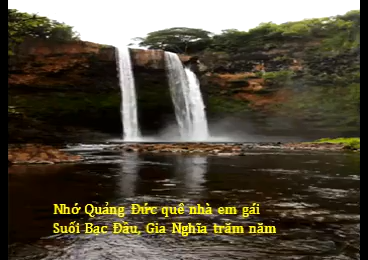 Nhớ Quảng Đức quê nhà em gái
Suối Bạc Đầu, Gia Nghĩa trăm năm